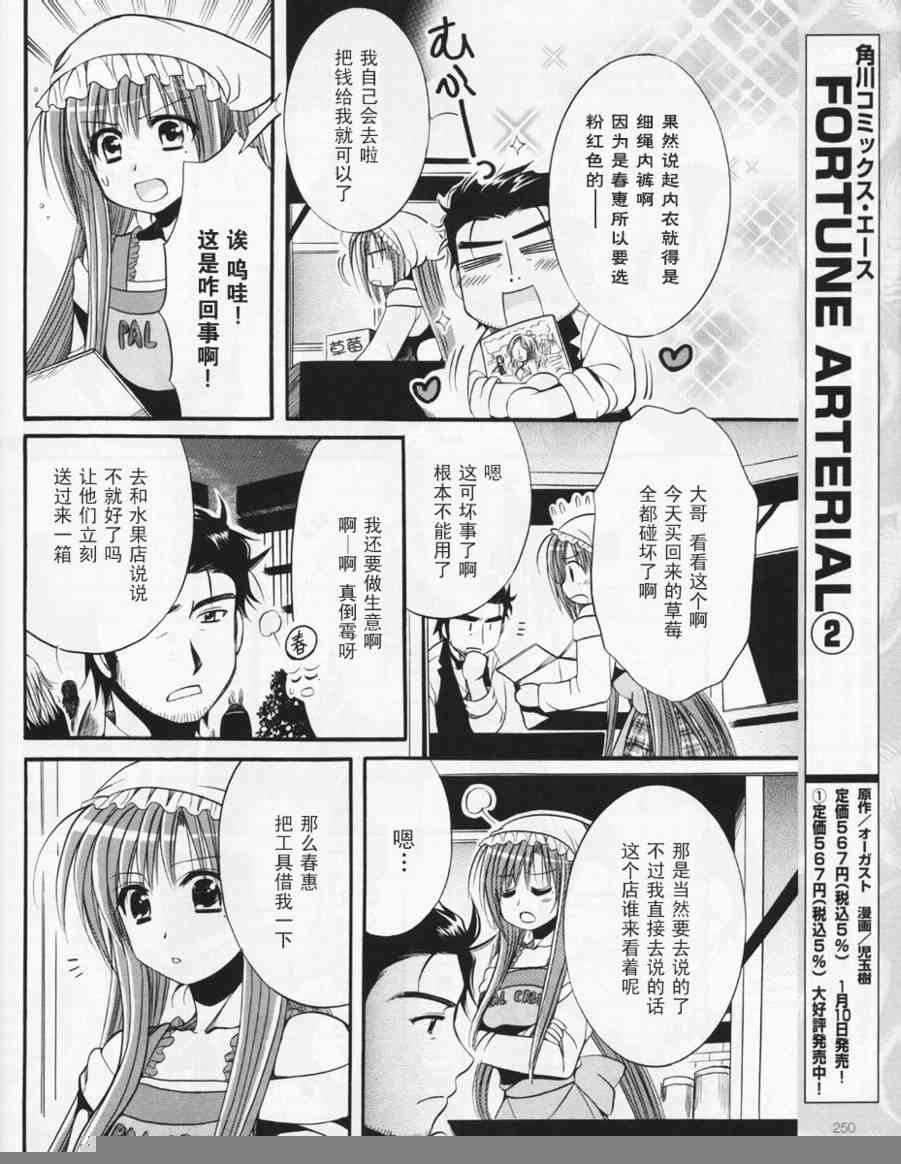 果然说起内衣就得是
细绳内裤啊
因为是春惠所以要选
粉红色的——
むかーっ
我自己会去啦
把钱给我就可以了
草莓
诶呜哇！
这是咋回事啊！
PAL
大哥 看看这个啊
今天买回来的草莓
全都碰坏了啊
嗯
这可坏事了啊
根本不能用了
我还要做生意啊
啊—啊 真倒霉呀
春
去和水果店说说
不就好了吗
让他们立刻
送过来一箱
那是当然要去说的了
不过我直接去说的话
这个店谁来看着呢
嗯…
那么春惠
把工具借我一下
角川コミックス・エース
FORTUNE ARTERIAL ②
原作／オーガスト 漫画／児玉樹
定価567円(税込5%) 1月10日発売！
①定価567円(税込5%) 大好評発売中！
250